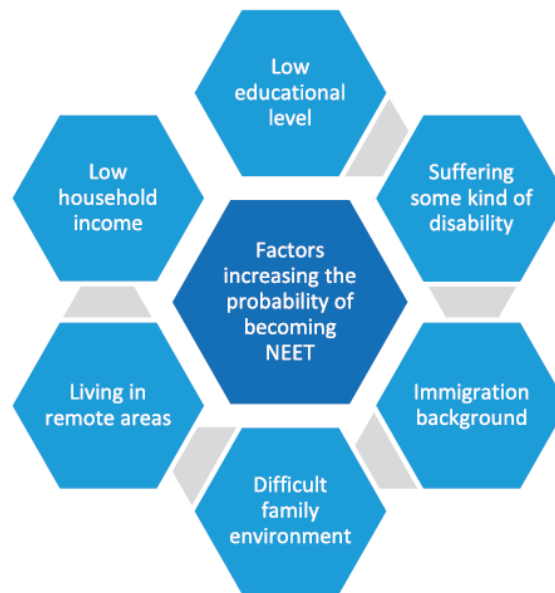 Low
educational
level
Suffering
some kind of
disability
Immigration
background
Difficult
family
environment
Living in
remote areas
Low
household
income
Factors
increasing the
probability of
becoming
NEET